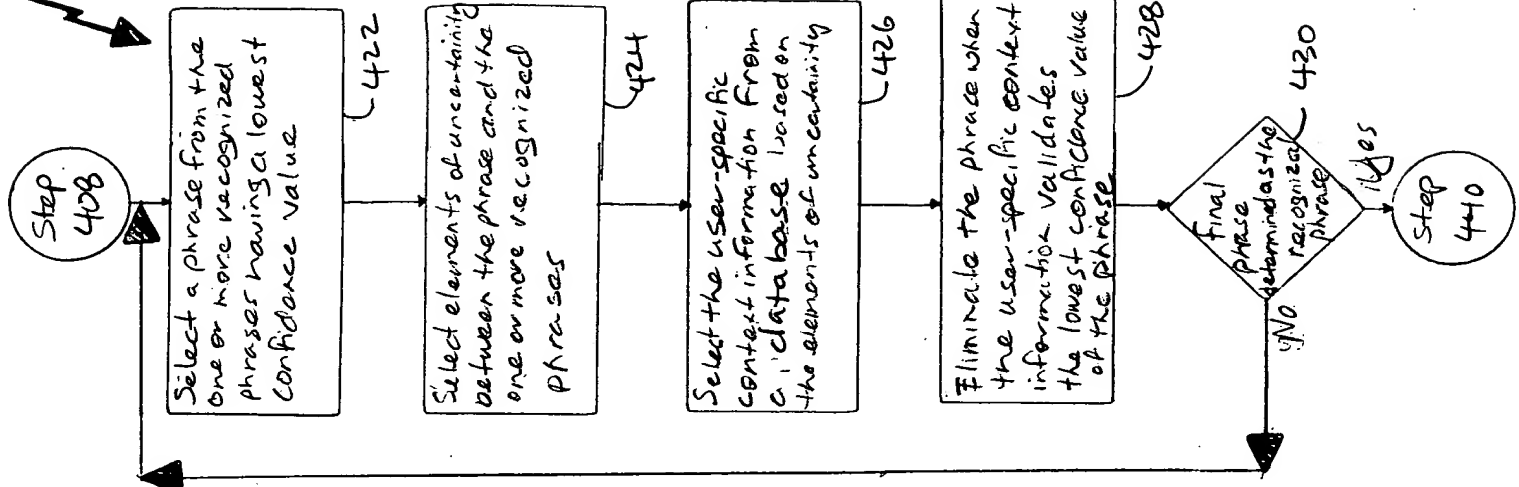 Step
408
Select a phrase from the
one or more recognized
phrases having a lowest
confidence value
422
Select elements of uncertainity
between the phrase and the
one or more recognized
phrases
424
Select the user-specific
context information from
a database based on
the elements of uncertainity
426
Eliminate the phrase when
the user-specific context
information validates
the lowest confidence value
of the phrase
428
final
phrase
determined as the
recognized
phrase
430
Yes
No
Step
440